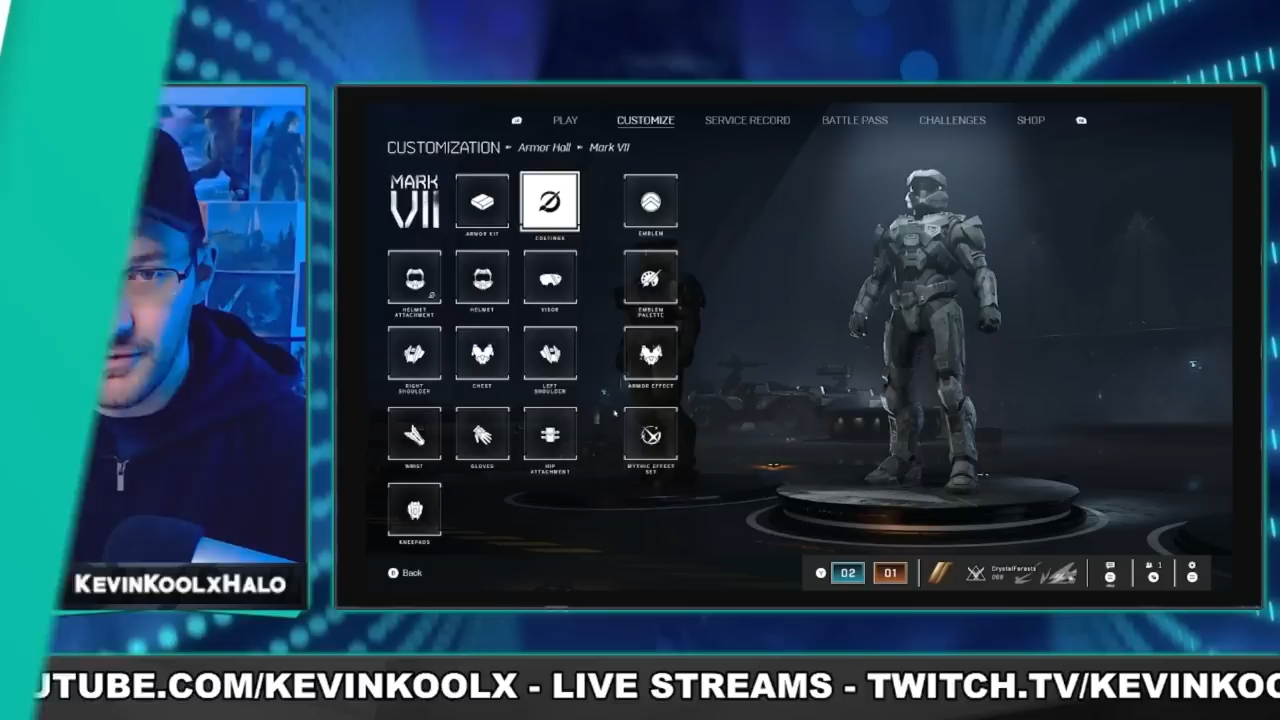 PLAY CUSTOMIZE SERVICE RECORD BATTLE PASS CHALLENGES SHOP
CUSTOMIZATION Armor Hall Mark VII
MARK
VII
ARMOR KIT
COATINGS
EMBLEM
HELMET
ATTACHMENT
HELMET
VISOR
EMBLEM
PALETTE
RIGHT
SHOULDER
CHEST
LEFT
SHOULDER
ARMOR EFFECT
WRIST
GLOVES
HIP
ATTACHMENT
MYTHIC EFFECT
SET
KNEEPADS
B Back
Y 02 01
1
KEVINKOOLXHALO
UTUBE.COM/KEVINKOOLX - LIVE STREAMS - TWITCH.TV/KEVINKOO